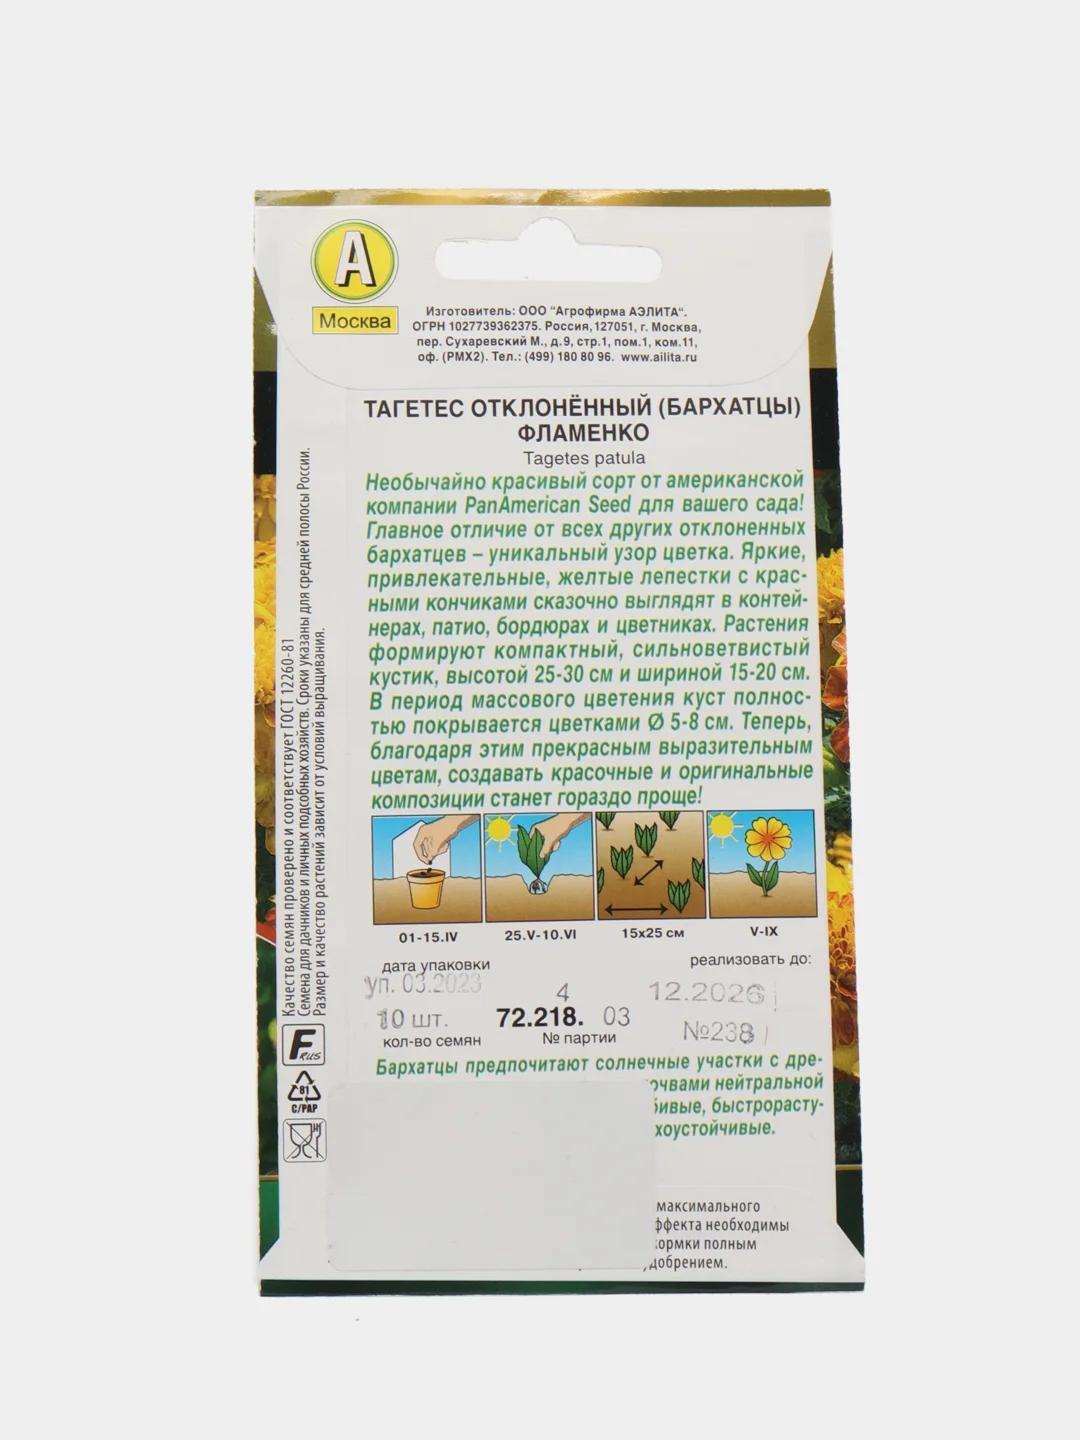 А
Москва
Изготовитель: ООО "Агрофирма АЭЛИТА".
ОГРН 1027739362375. Россия,127051, г. Москва,
пер. Сухаревский М., д.9, стр.1, пом.1, ком.11,
оф. (РМХ2). Тел.: (499) 180 80 96. www.ailita.ru
ТАГЕТЕС ОТКЛОНЁННЫЙ (БАРХАТЦЫ)
ФЛАМЕНКО
Tagetes patula
Необычайно красивый сорт от американской
компании PanAmerican Seed для вашего сада!
Главное отличие от всех других отклоненных
бархатцев – уникальный узор цветка. Яркие,
привлекательные, желтые лепестки с крас-
ными кончиками сказочно выглядят в контей-
нерах, патио, бордюрах и цветниках. Растения
формируют компактный, сильноветвистый
кустик, высотой 25-30 см и шириной 15-20 см.
В период массового цветения куст полнос-
тью покрывается цветками Ø 5-8 см. Теперь,
благодаря этим прекрасным выразительным
цветам, создавать красочные и оригинальные
композиции станет гораздо проще!
01-15.IV 25.V-10.VI 15x25 см V-IX
дата упаковки реализовать до:
уп. 03.2023 4 12.2026
10 шт. 72.218. 03 №238
кол-во семян № партии
Бархатцы предпочитают солнечные участки с дре-
почвами нейтральной
быстрорасту-
максимального
необходимы
полным
удобрением.
Качество семян проверено и соответствует ГОСТ 12260-81
Семена для дачников и личных подсобных хозяйств. Сроки указаны для средней полосы России.
Размер и качество растений зависит от условий выращивания.
F RUS
81
C/PAP